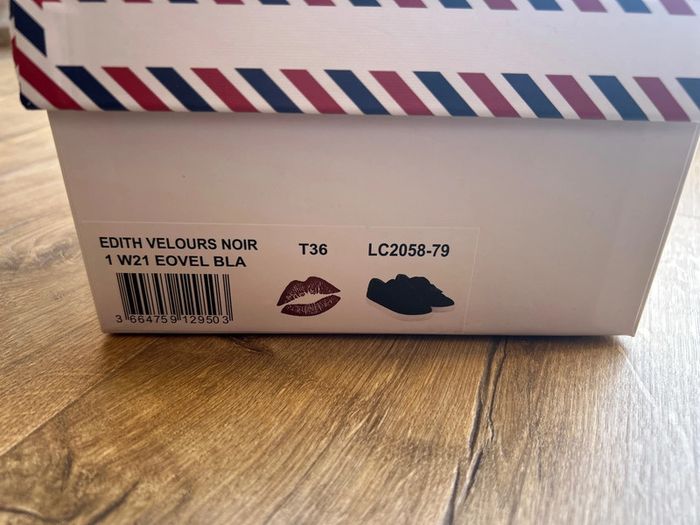 EDITH VELOURS NOIR
1 W21 EOVEL BLA
T36
LC2058-79
3 664759 129503